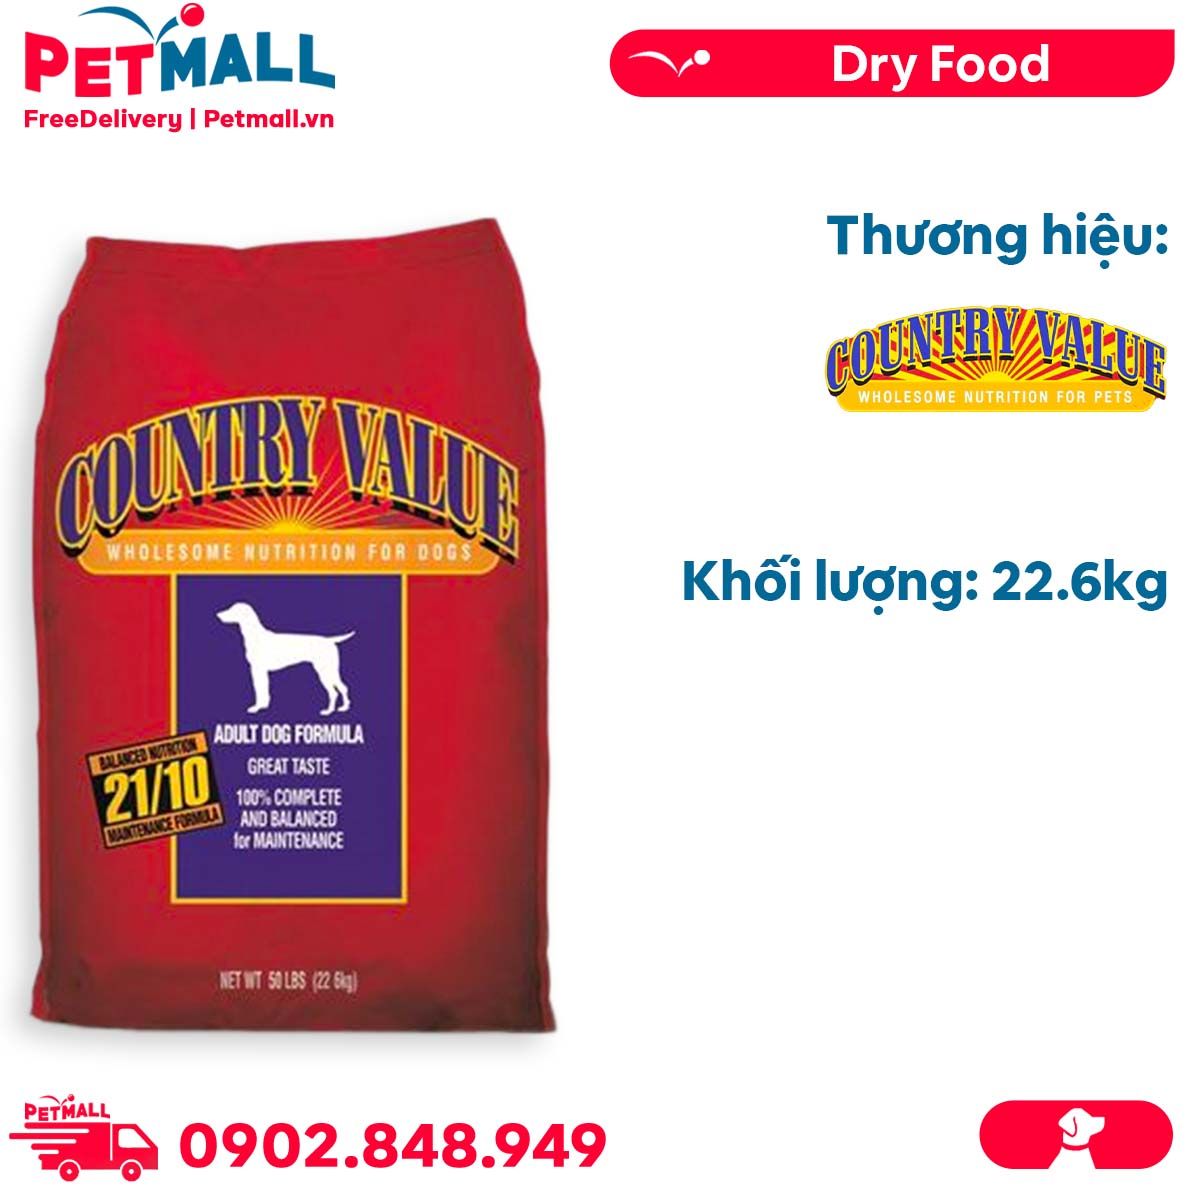 PETMALL
FreeDelivery | Petmall.vn
Dry Food
Thương hiệu:
COUNTRY VALUE
WHOLESOME NUTRITION FOR PETS
Khối lượng: 22.6kg
COUNTRY VALUE
WHOLESOME NUTRITION FOR DOGS
ADULT DOG FORMULA
GREAT TASTE
100% COMPLETE
AND BALANCED
for MAINTENANCE
BALANCED NUTRITION
21/10
MAINTENANCE FORMULA
NET WT 50 LBS (22 6kg)
PETMALL
0902.848.949